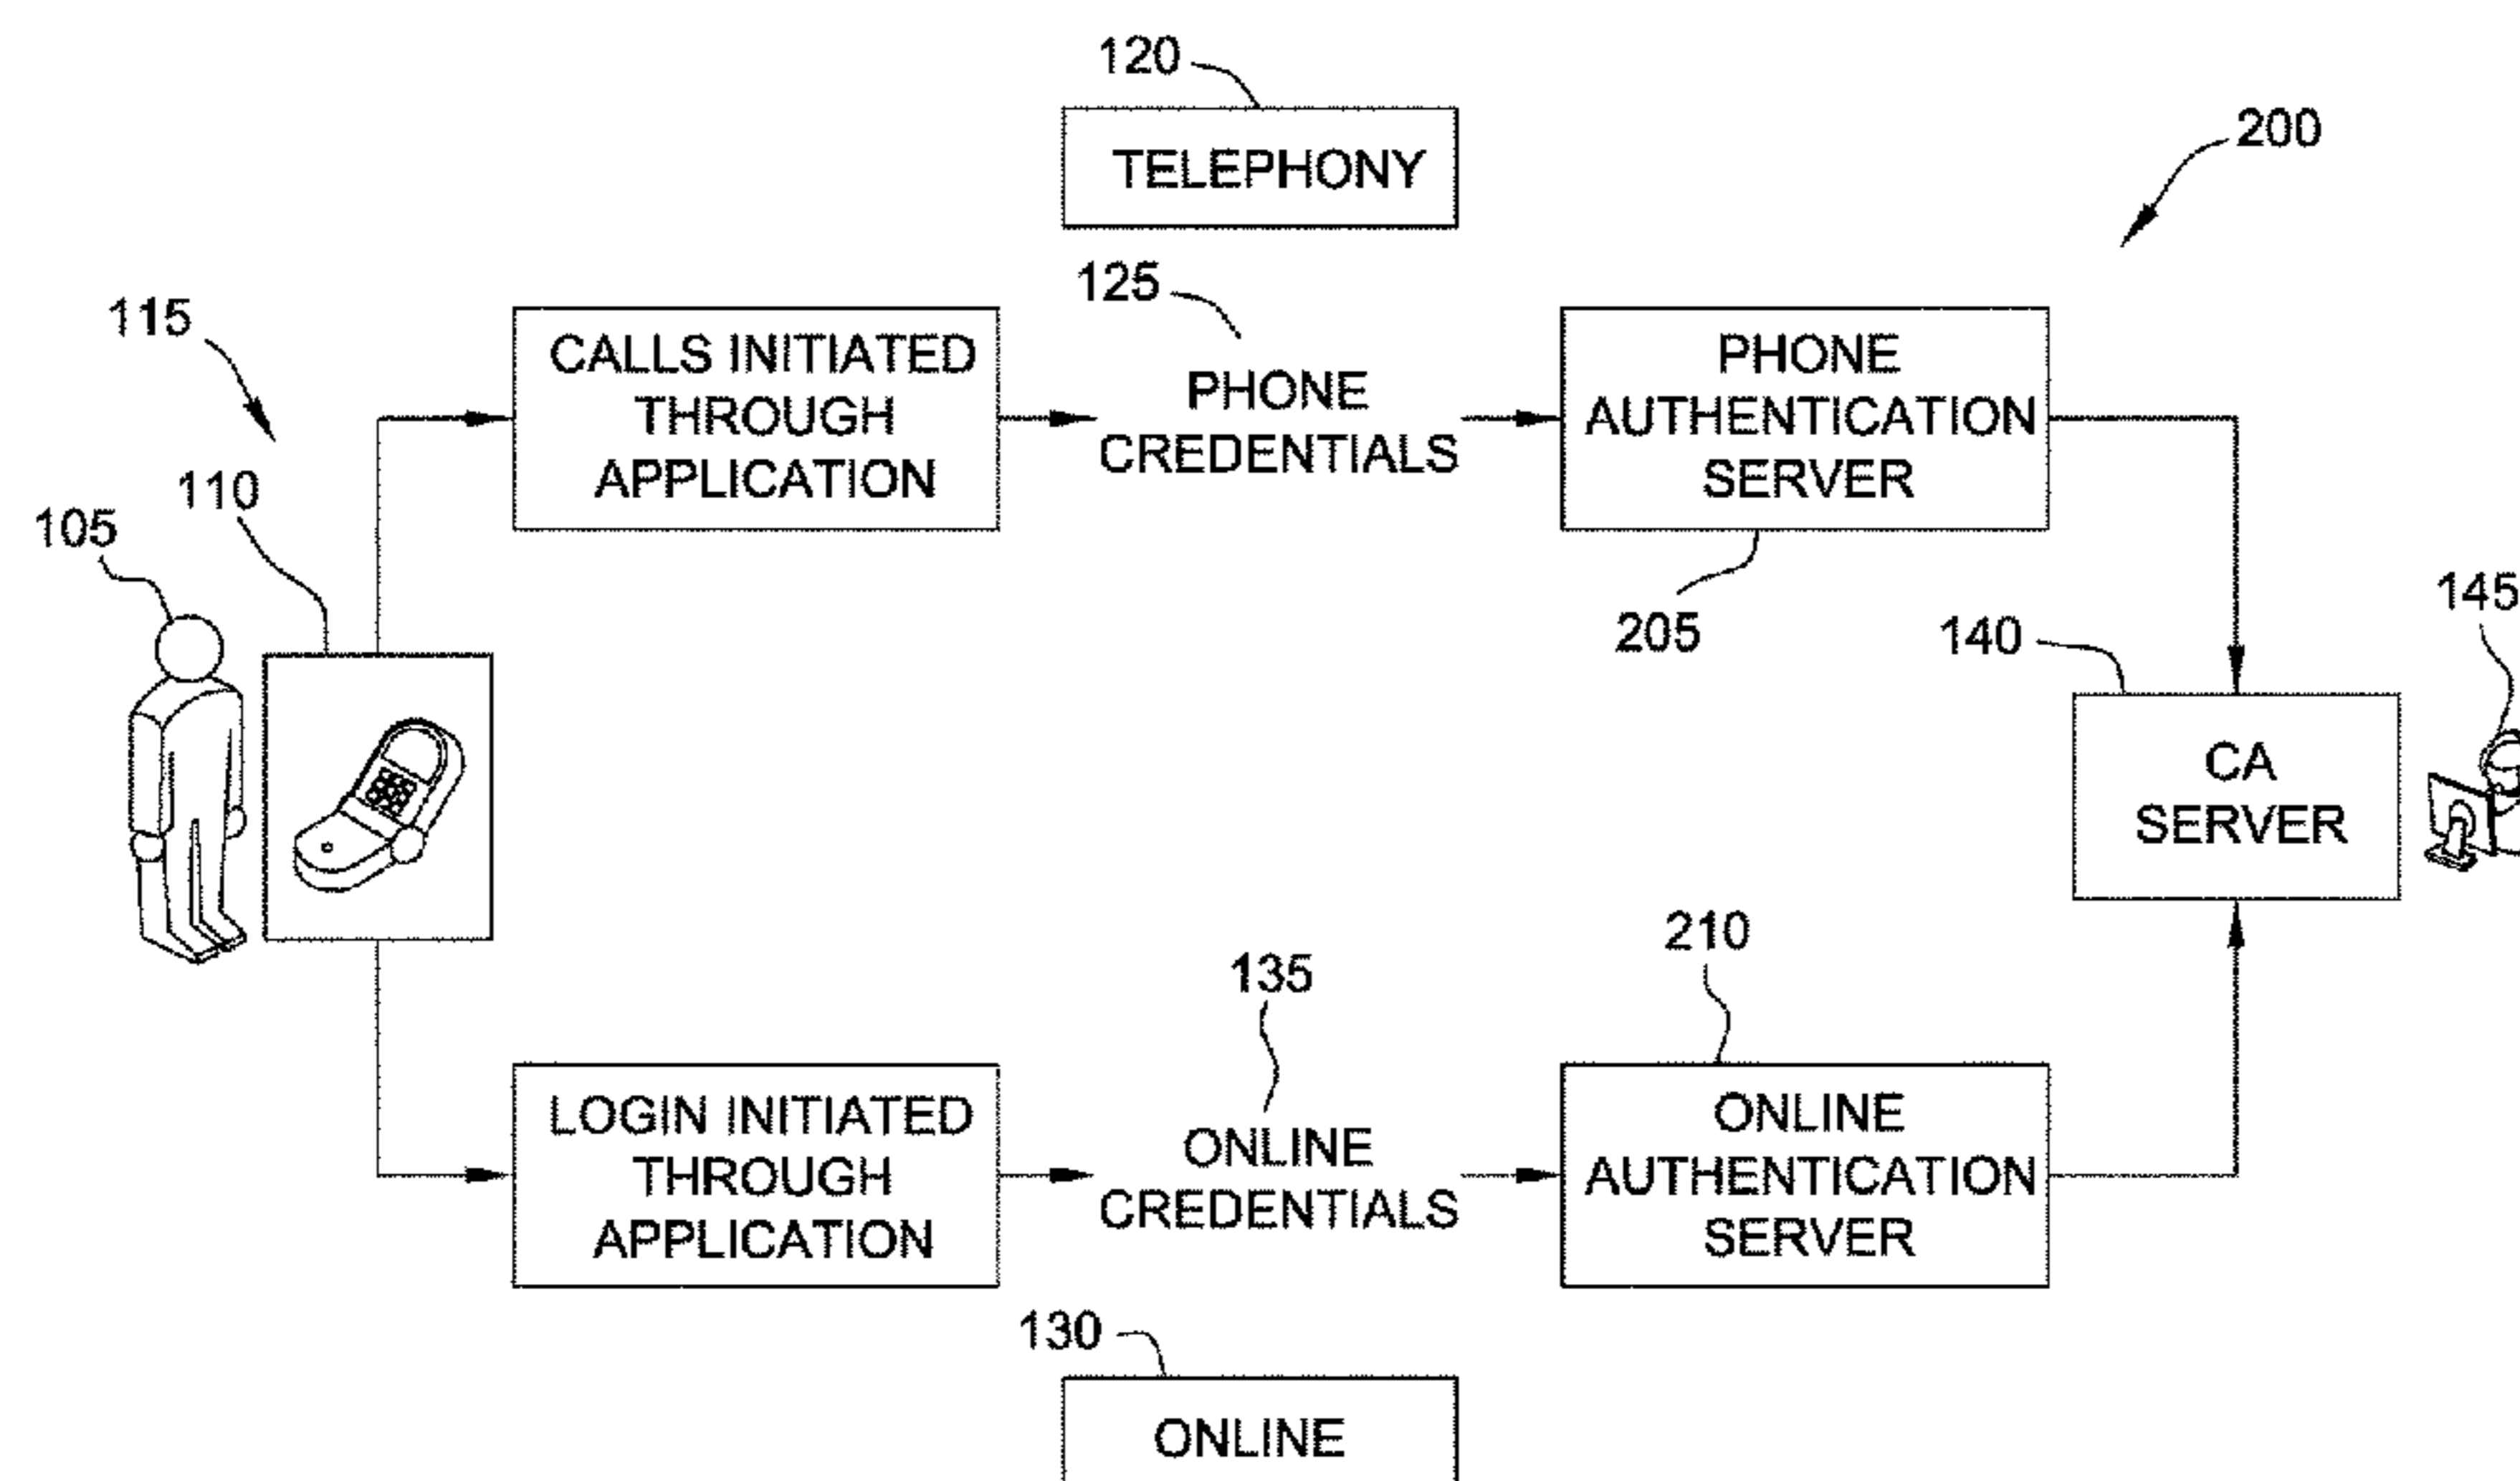 120
TELEPHONY
200
125
115
CALLS INITIATED
THROUGH
APPLICATION
PHONE
CREDENTIALS
PHONE
AUTHENTICATION
SERVER
110
105
205
140
145
CA
SERVER
210
135
LOGIN INITIATED
THROUGH
APPLICATION
ONLINE
CREDENTIALS
ONLINE
AUTHENTICATION
SERVER
130
ONLINE